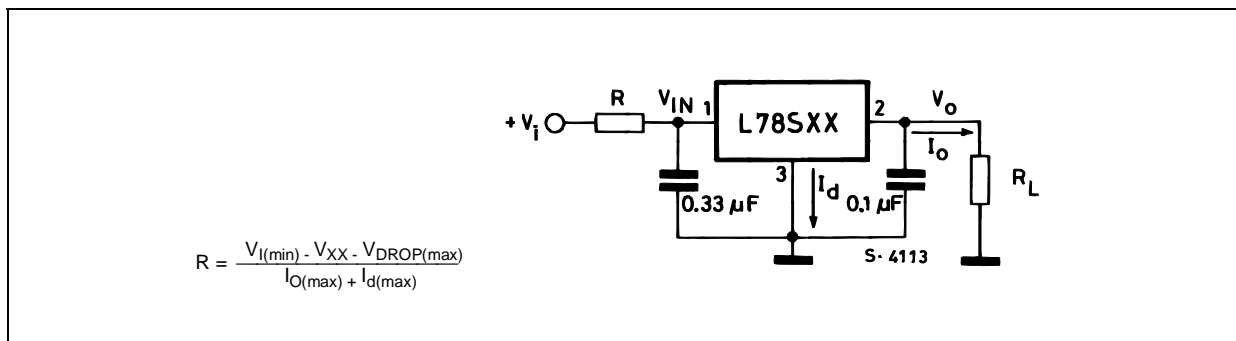 R V_IN 1 L78SXX 2 V_o
+ V_i
I_o
3 I_d R_L
0.33 µF 0.1 µF
S-4113
R = V_I(min) - V_XX - V_DROP(max)
I_O(max) + I_d(max)